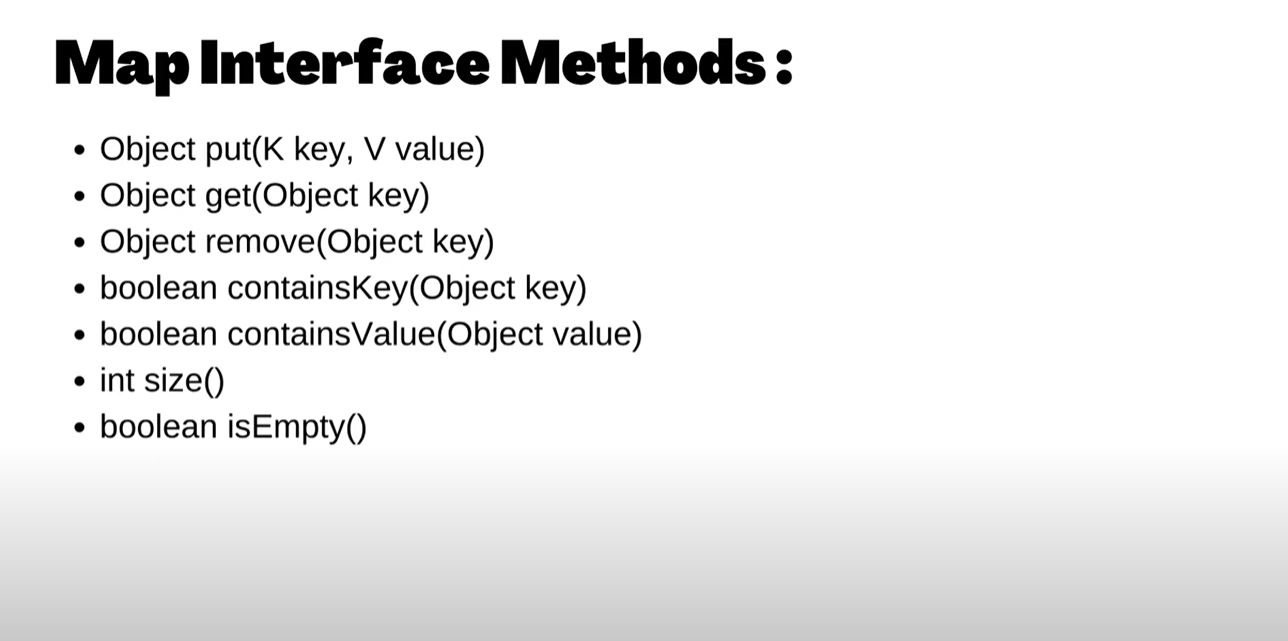 Map Interface Methods :
• Object put(K key, V value)
• Object get(Object key)
• Object remove(Object key)
• boolean containsKey(Object key)
• boolean containsValue(Object value)
• int size()
• boolean isEmpty()